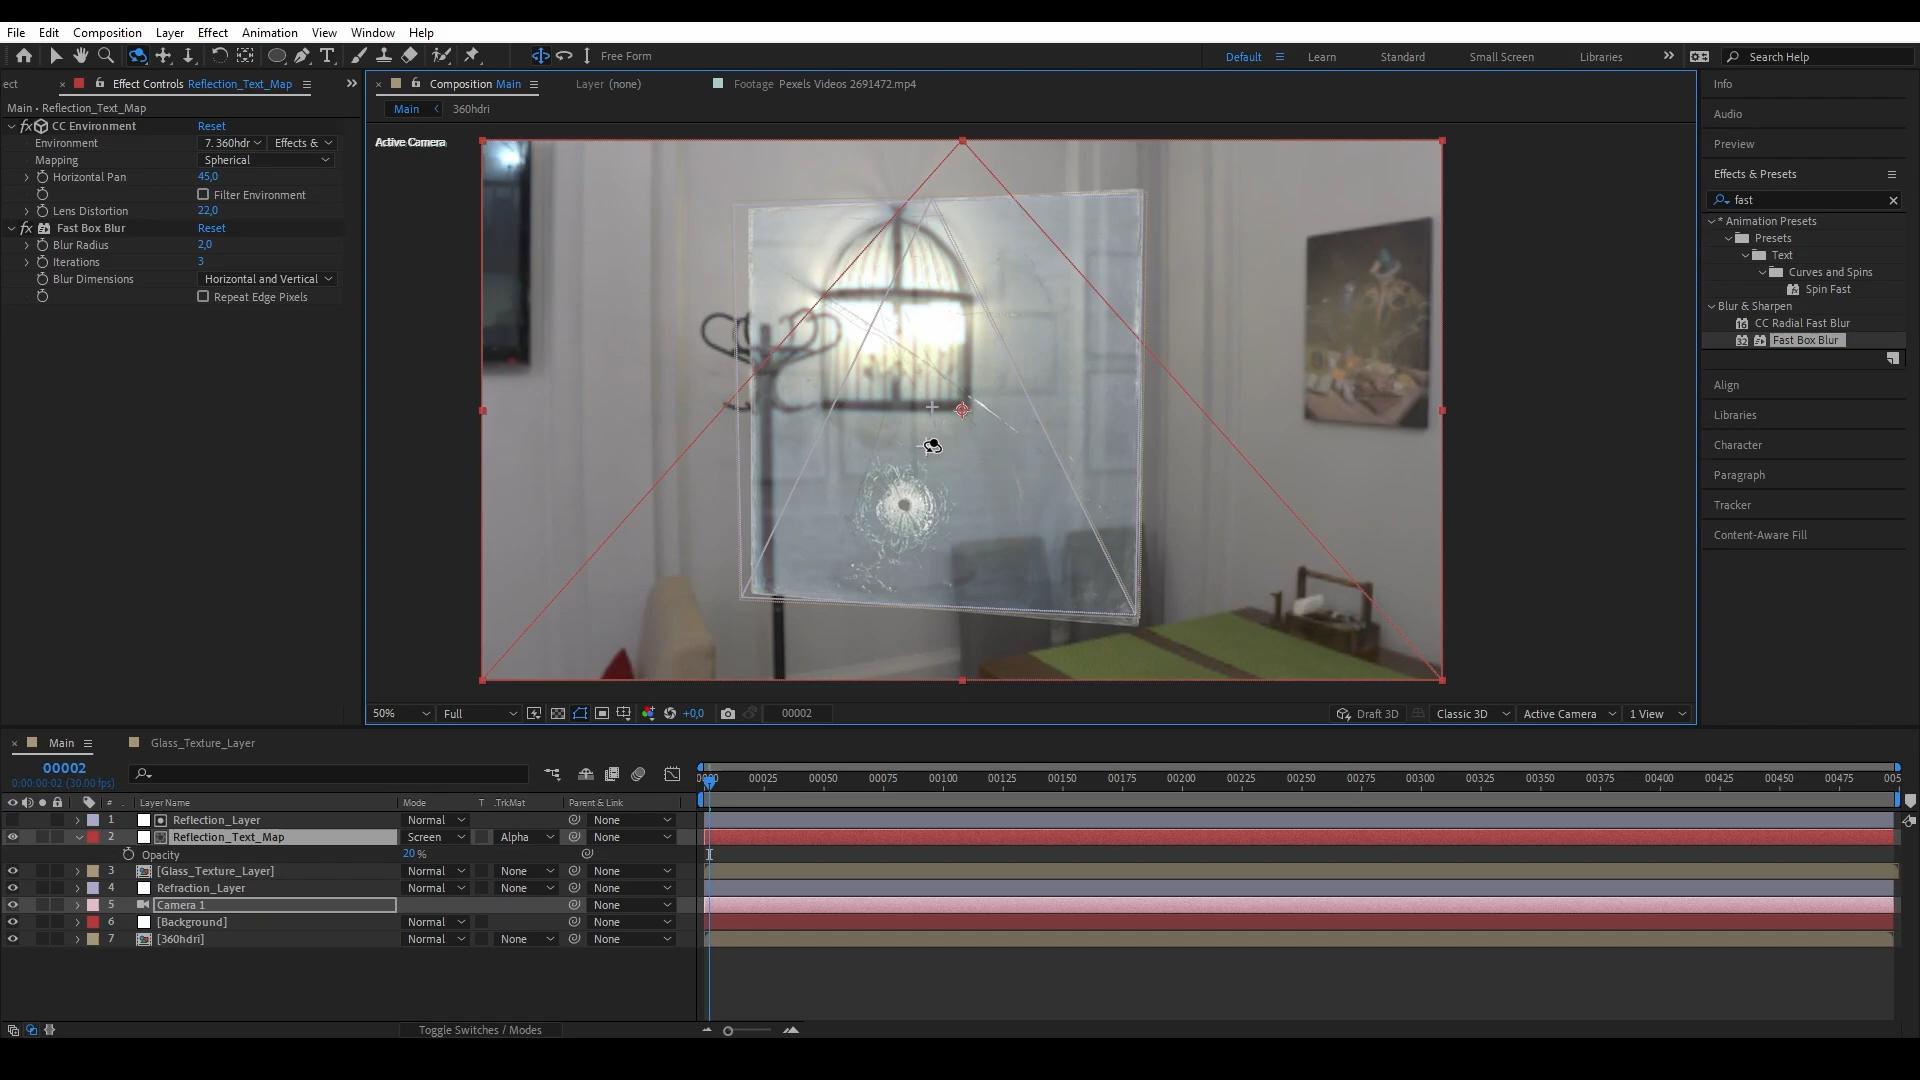 File Edit Composition Layer Effect Animation View Window Help
Free Form Default Learn Standard Small Screen Libraries Search Help
ect Effect Controls Reflection_Text_Map
Main • Reflection_Text_Map
fx CC Environment Reset
Environment 7. 360hdr Effects &
Mapping Spherical
Horizontal Pan 45,0
Filter Environment
Lens Distortion 22,0
fx Fast Box Blur Reset
Blur Radius 2,0
Iterations 3
Blur Dimensions Horizontal and Vertical
Repeat Edge Pixels
Composition Main Layer (none) Footage Pexels Videos 2691472.mp4
Main 360hdri
Active Camera
50% Full +0,0 00002 Draft 3D Classic 3D Active Camera 1 View
Info
Audio
Preview
Effects & Presets
fast
* Animation Presets
Presets
Text
Curves and Spins
Spin Fast
Blur & Sharpen
16 CC Radial Fast Blur
32 Fast Box Blur
Align
Libraries
Character
Paragraph
Tracker
Content-Aware Fill
Main Glass_Texture_Layer
00002
0:00:00:02 (30.00 fps)
00025 00050 00075 00100 00125 00150 00175 00200 00225 00250 00275 00300 00325 00350 00375 00400 00425 00450 00475 005
# Layer Name Mode T .TrkMat Parent & Link
1 Reflection_Layer Normal None
2 Reflection_Text_Map Screen Alpha None
Opacity 20 %
3 [Glass_Texture_Layer] Normal None None
4 Refraction_Layer Normal None None
5 Camera 1 None
6 [Background] Normal None
7 [360hdri] Normal None None
Toggle Switches / Modes